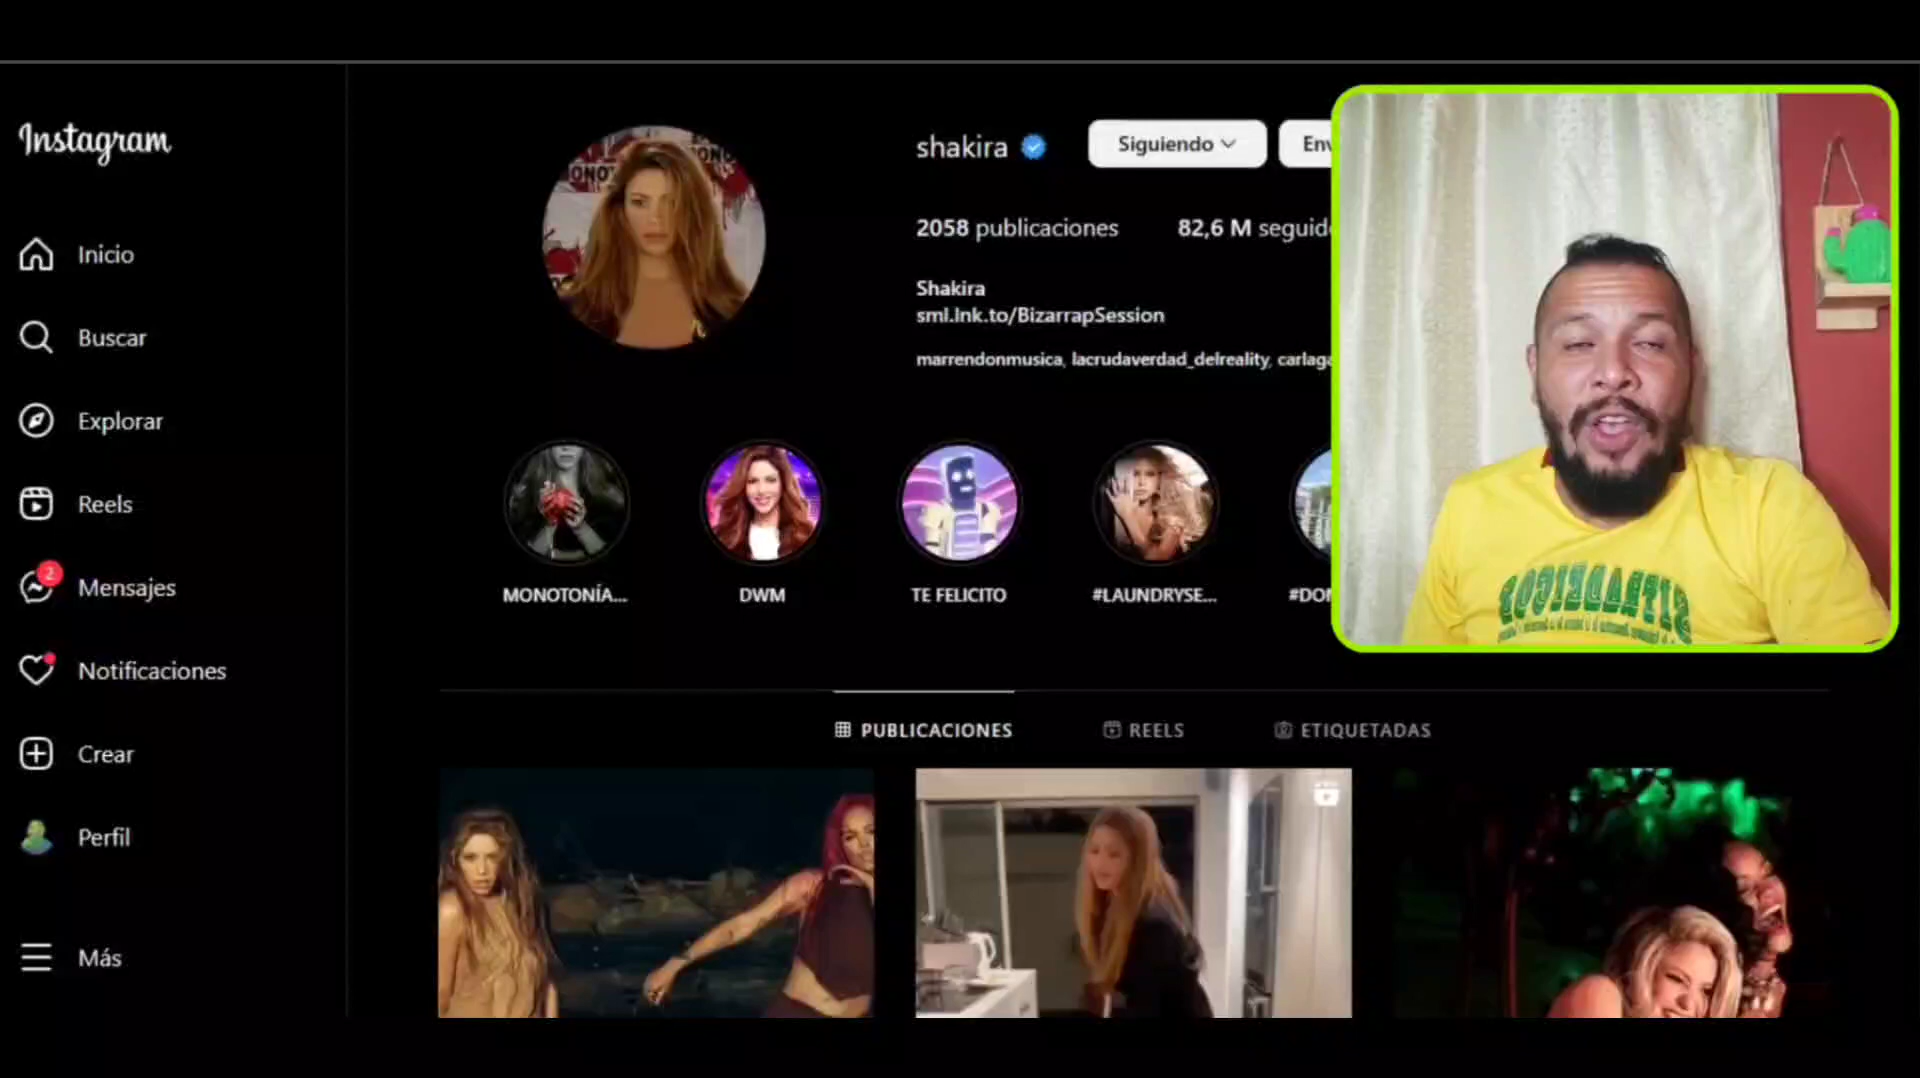 Instagram
Inicio
Buscar
Explorar
Reels
2
Mensajes
Notificaciones
Crear
Perfil
Más
shakira
Siguiendo
2058 publicaciones 82,6 M
Shakira
sml.lnk.to/BizarrapSession
marrendonmusica, lacrudaverdad_delreality,
MONOTONÍA...
DWM
TE FELICITO
#LAUNDRYSE...
PUBLICACIONES
REELS
ETIQUETADAS